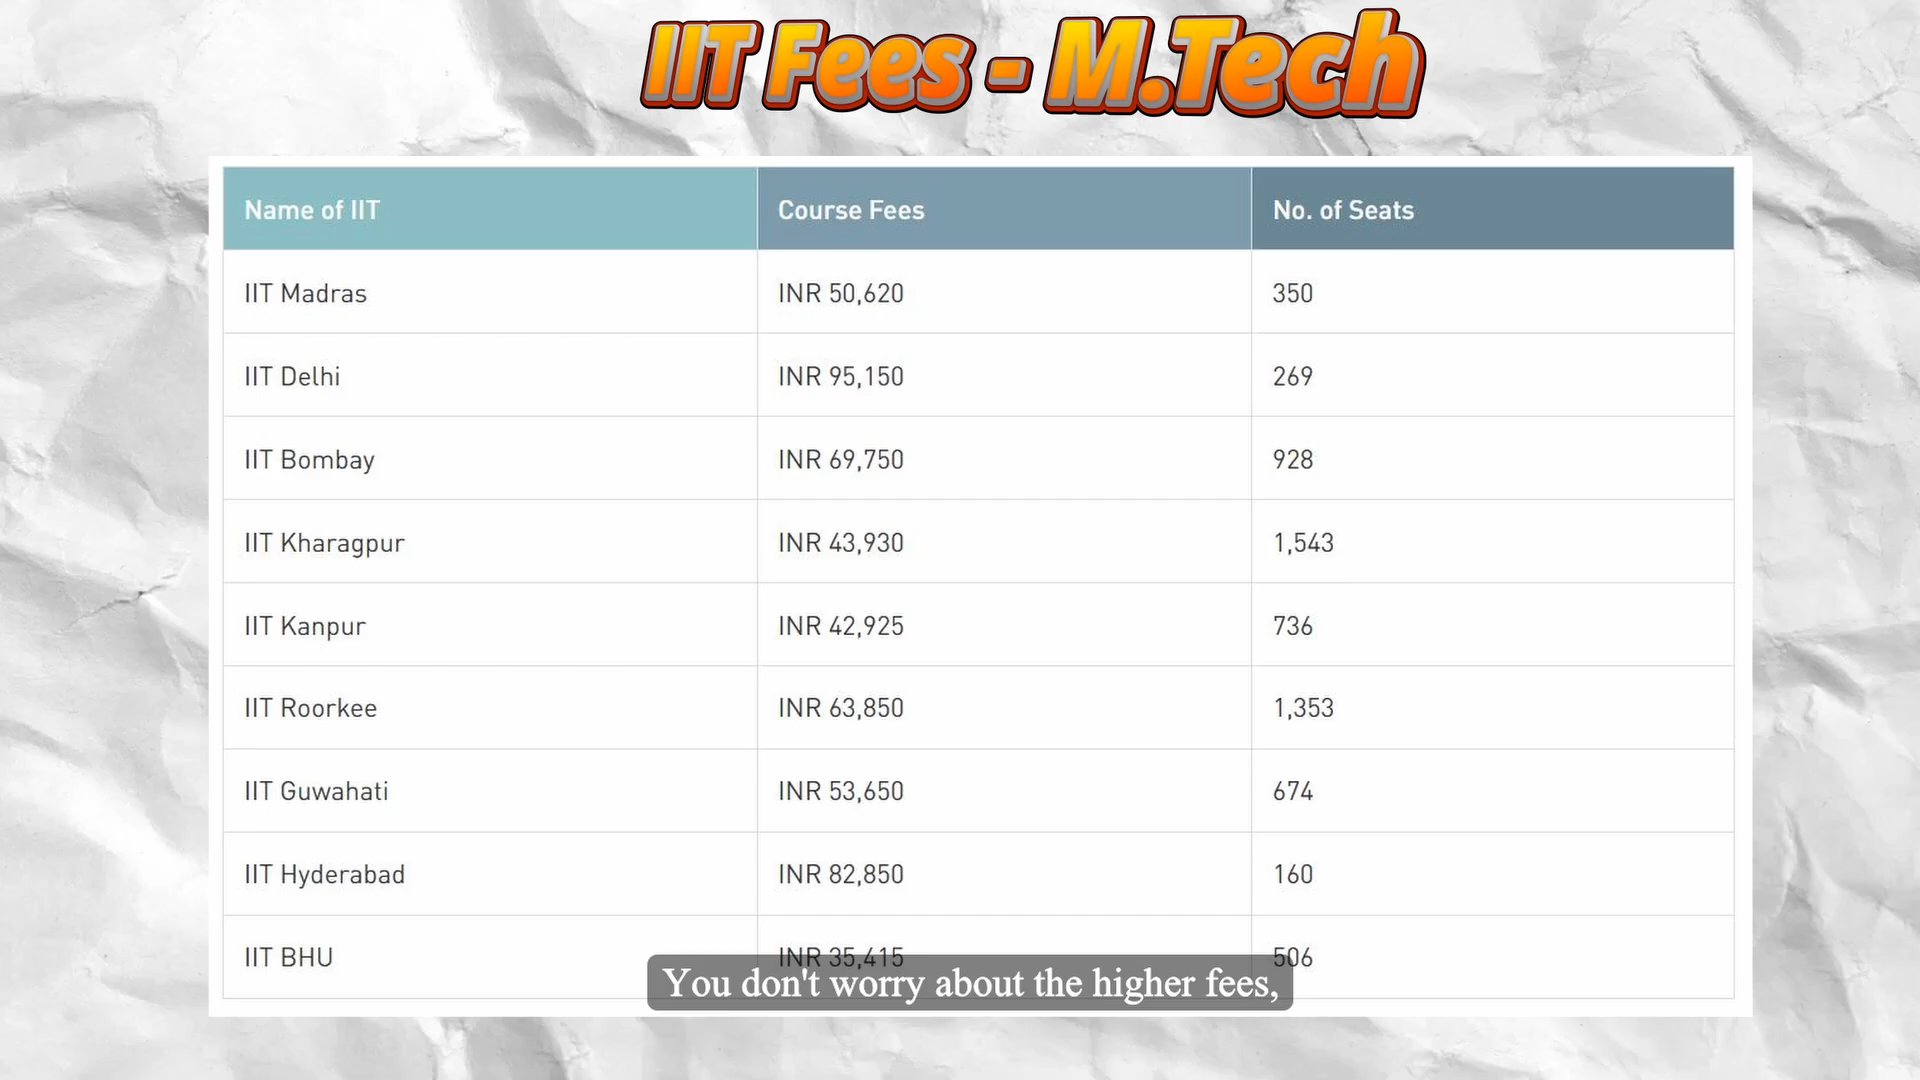 IIT Fees - M.Tech
Name of IIT Course Fees No. of Seats
IIT Madras INR 50,620 350
IIT Delhi INR 95,150 269
IIT Bombay INR 69,750 928
IIT Kharagpur INR 43,930 1,543
IIT Kanpur INR 42,925 736
IIT Roorkee INR 63,850 1,353
IIT Guwahati INR 53,650 674
IIT Hyderabad INR 82,850 160
IIT BHU INR 35,415 506
You don't worry about the higher fees,